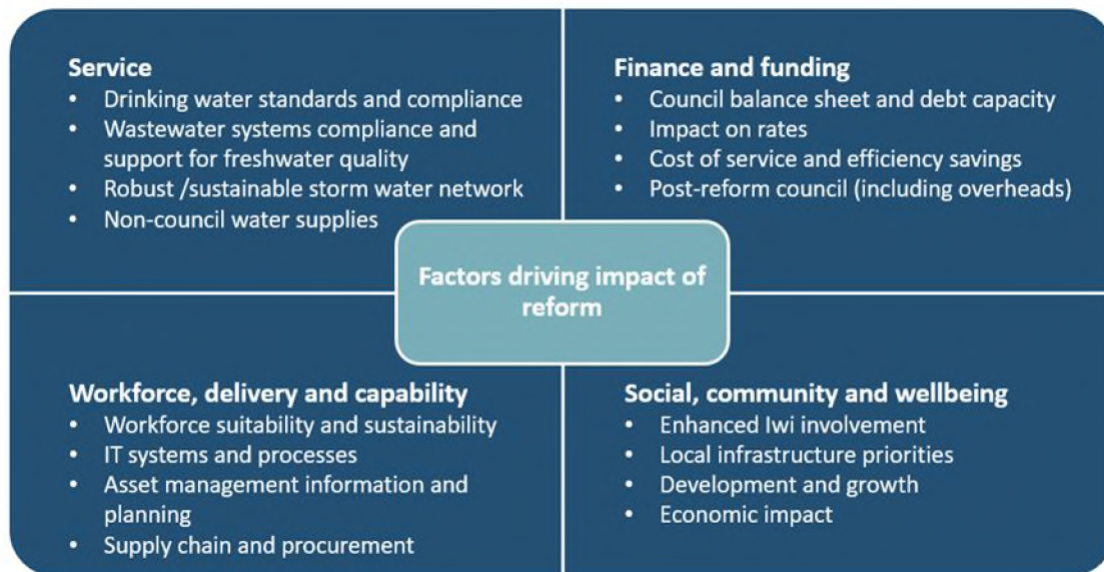 Service
• Drinking water standards and compliance
• Wastewater systems compliance and
support for freshwater quality
• Robust /sustainable storm water network
• Non-council water supplies
Finance and funding
• Council balance sheet and debt capacity
• Impact on rates
• Cost of service and efficiency savings
• Post-reform council (including overheads)
Factors driving impact of
reform
Workforce, delivery and capability
• Workforce suitability and sustainability
• IT systems and processes
• Asset management information and
planning
• Supply chain and procurement
Social, community and wellbeing
• Enhanced Iwi involvement
• Local infrastructure priorities
• Development and growth
• Economic impact